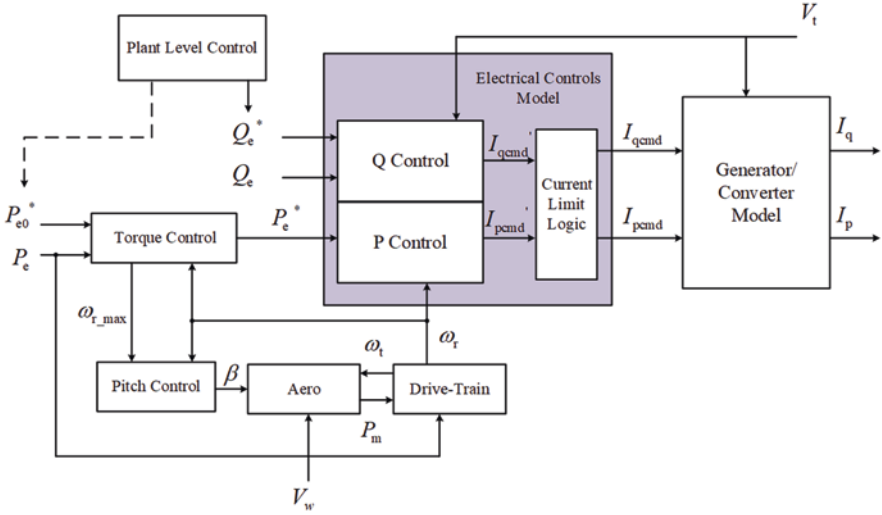 V_t
Plant Level Control
Electrical Controls
Model
Q_e^*
Q_e
Q Control
I_qcmd'
I_qcmd
I_q
Current
Limit
Logic
Generator/
Converter
Model
P_e0^*
P_e
Torque Control
P_e^*
P Control
I_pcmd'
I_pcmd
I_p
ω_r_max
ω_t
ω_r
Pitch Control
β
Aero
Drive-Train
P_m
V_w